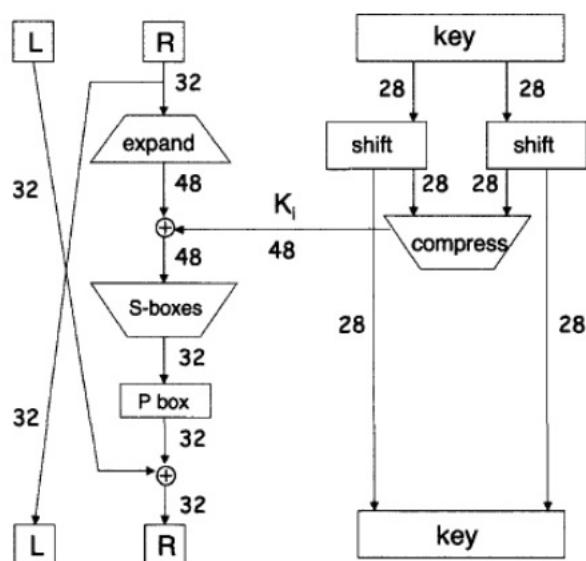 L R key
32 28 28
expand shift shift
32 48 28 28
K_i
48 48 compress
S-boxes
32 28 28
P box
32 32
32
L R key